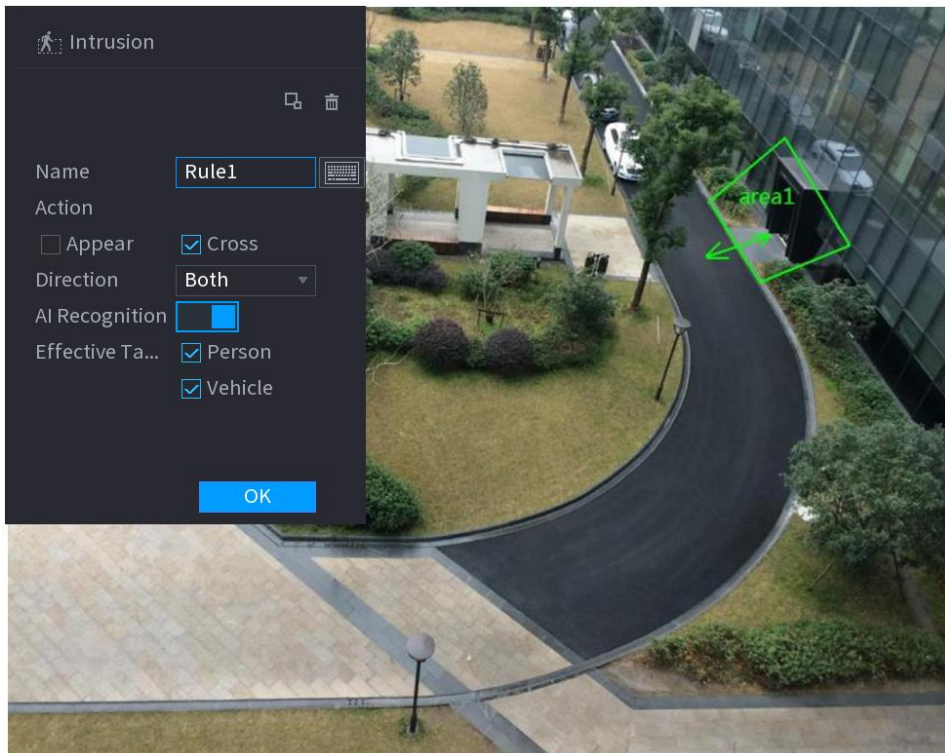 Intrusion
Name Rule1
Action
Appear Cross
Direction Both
AI Recognition
Effective Ta... Person
Vehicle
OK
area1